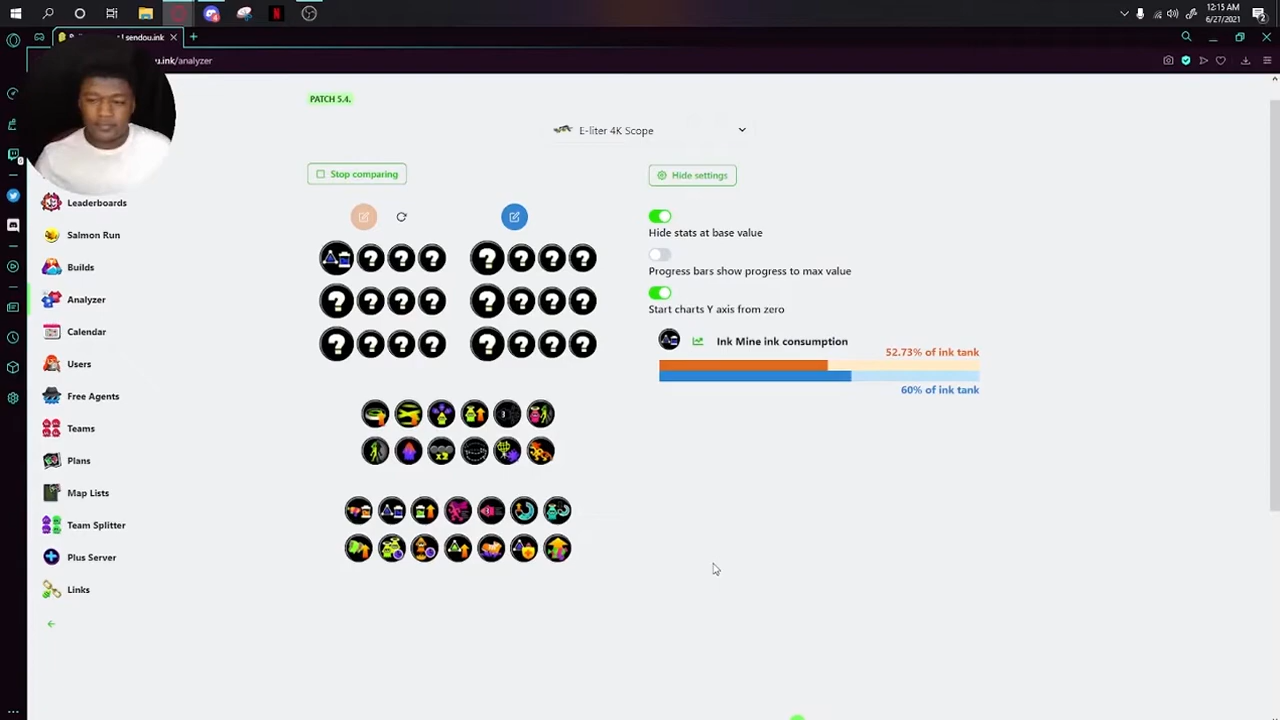 12:15 AM
6/27/2021
2
| sendou.ink
u.ink/analyzer
PATCH 5.4.
E-liter 4K Scope
Stop comparing
Hide settings
Leaderboards
Salmon Run
Builds
Analyzer
Calendar
Users
Free Agents
Teams
Plans
Map Lists
Team Splitter
Plus Server
Links
Hide stats at base value
Progress bars show progress to max value
Start charts Y axis from zero
Ink Mine ink consumption
52.73% of ink tank
60% of ink tank